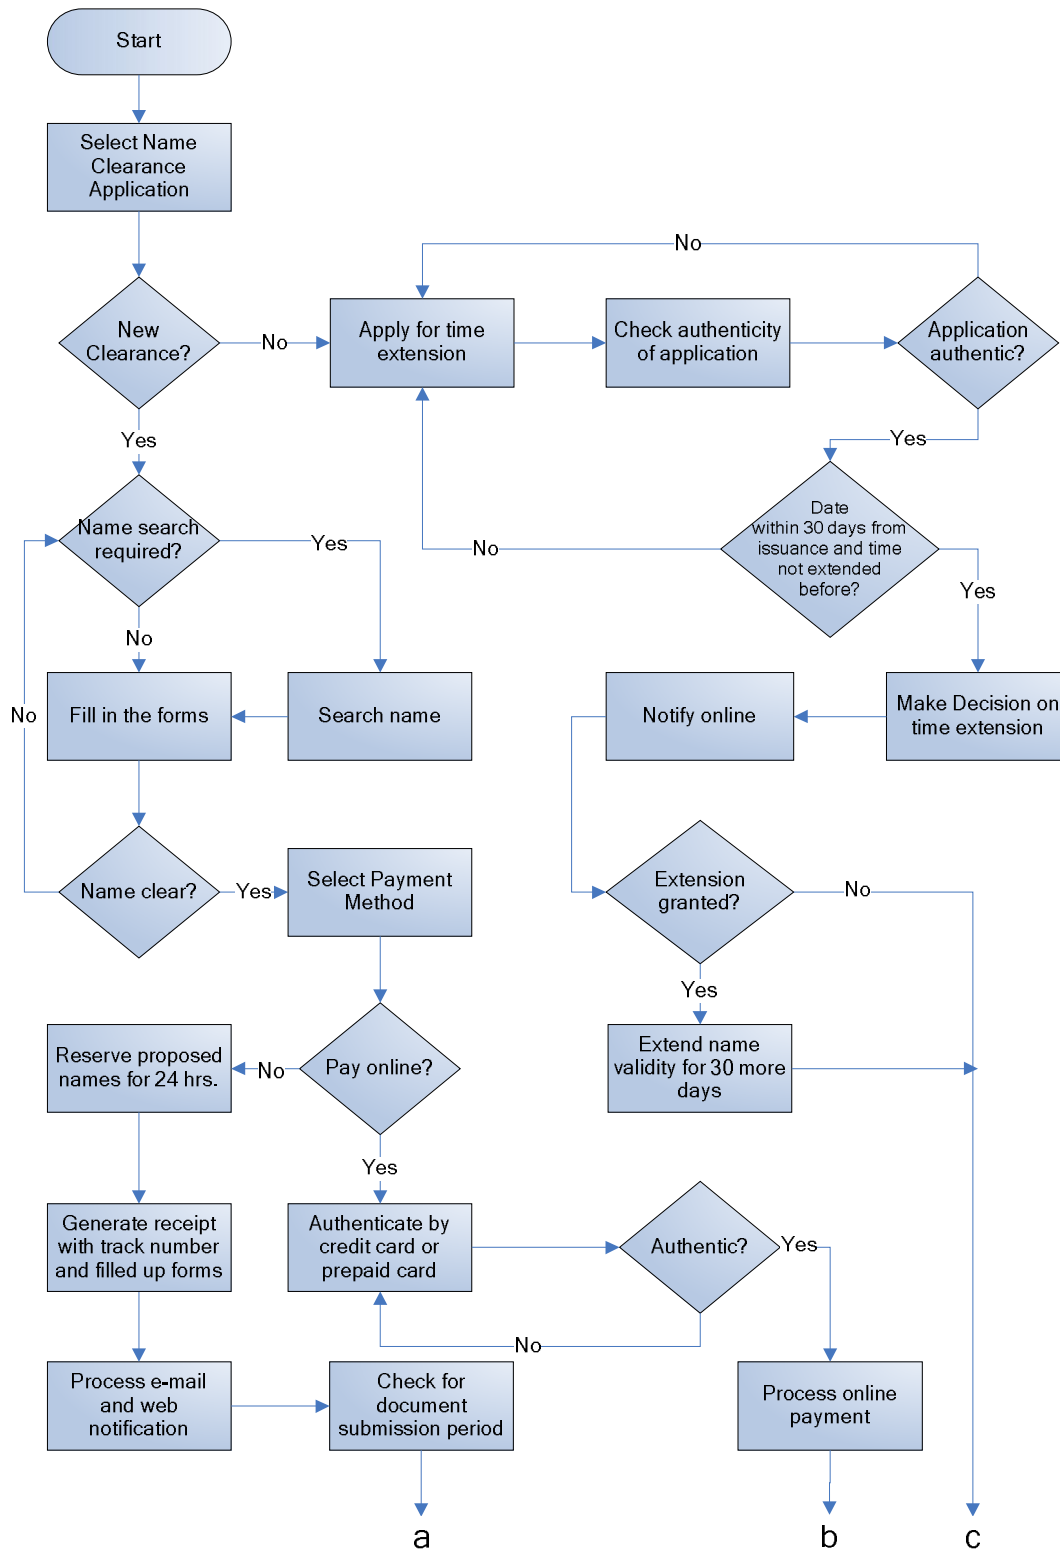 Start
Select Name
Clearance
Application
No
New
Clearance?
No
Apply for time
extension
Check authenticity
of application
Application
authentic?
Yes
Yes
Name search
required?
Yes
No
Date
within 30 days from
issuance and time
not extended
before?
Yes
No
No
Fill in the forms
Search name
Notify online
Make Decision on
time extension
Name clear?
Yes
Select Payment
Method
Extension
granted?
No
Yes
Reserve proposed
names for 24 hrs.
No
Pay online?
Extend name
validity for 30 more
days
Yes
Generate receipt
with track number
and filled up forms
Authenticate by
credit card or
prepaid card
Authentic?
Yes
No
Process e-mail
and web
notification
Check for
document
submission period
Process online
payment
a
b
c